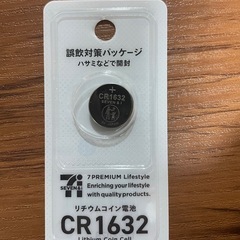 誤飲対策パッケージ
ハサミなどで開封
+
CR1632
7
SEVEN & i
7PREMIUM Lifestyle
Enriching your lifestyle
with quality products.
リチウムコイン電池
CR1632
Lithium Coin Cell